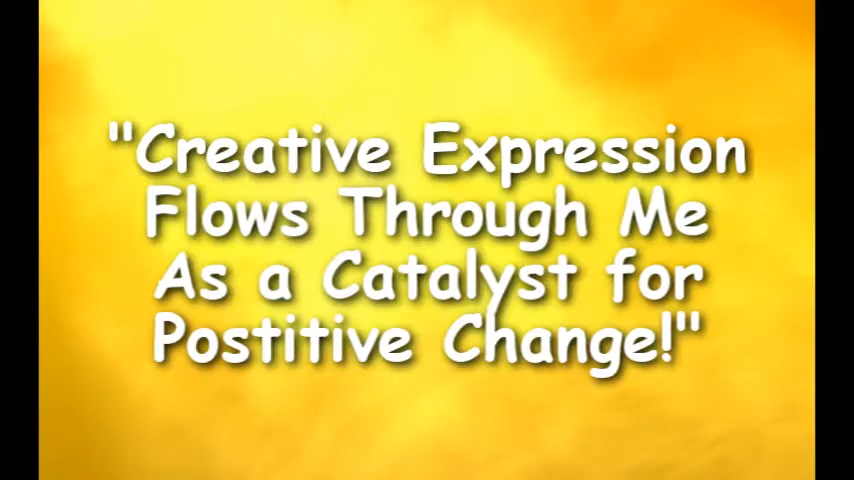 "Creative Expression
Flows Through Me
As a Catalyst for
Postitive Change!"